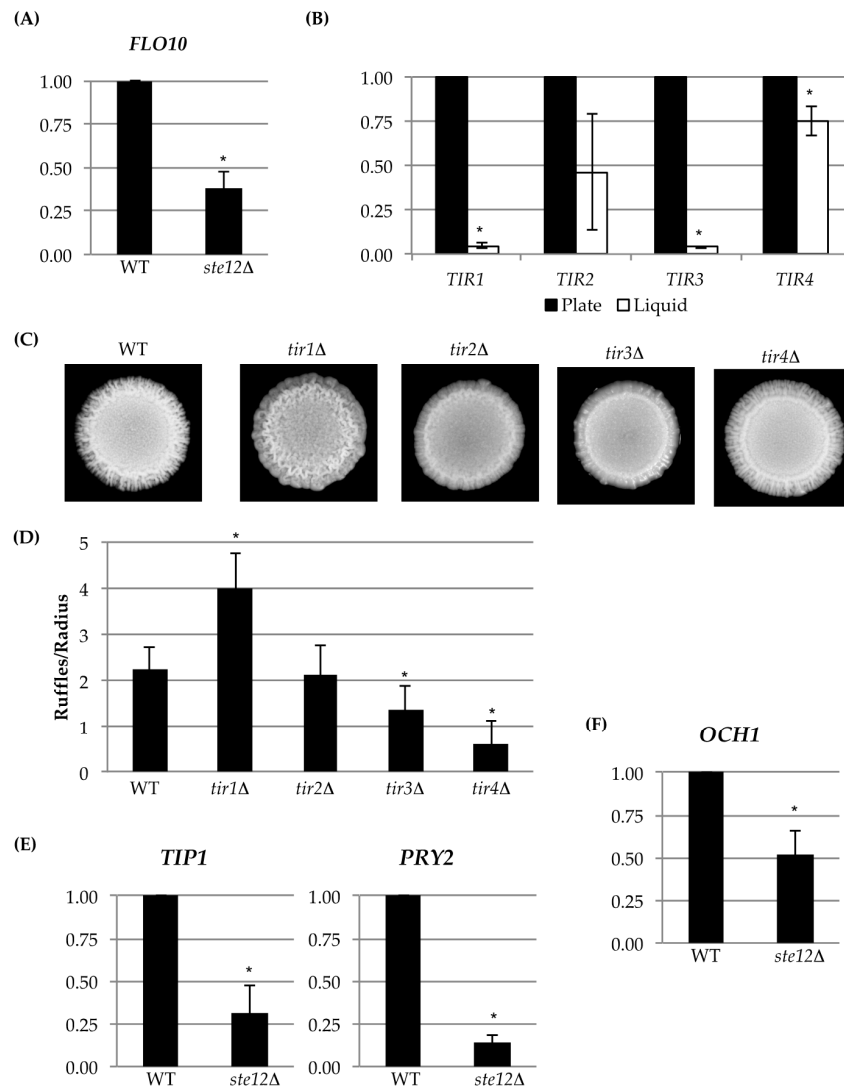 (A)
FLO10
1.00
0.75
0.50
0.25
0.00
*
WT ste12Δ
(B)
1.00
0.75
0.50
0.25
0.00
* * *
TIR1 TIR2 TIR3 TIR4
Plate Liquid
(C)
WT tir1Δ tir2Δ tir3Δ tir4Δ
(D)
Ruffles/Radius
5
4
3
2
1
0
* * *
WT tir1Δ tir2Δ tir3Δ tir4Δ
(E)
TIP1
1.00
0.75
0.50
0.25
0.00
*
WT ste12Δ
PRY2
1.00
0.75
0.50
0.25
0.00
*
WT ste12Δ
(F)
OCH1
1.00
0.75
0.50
0.25
0.00
*
WT ste12Δ